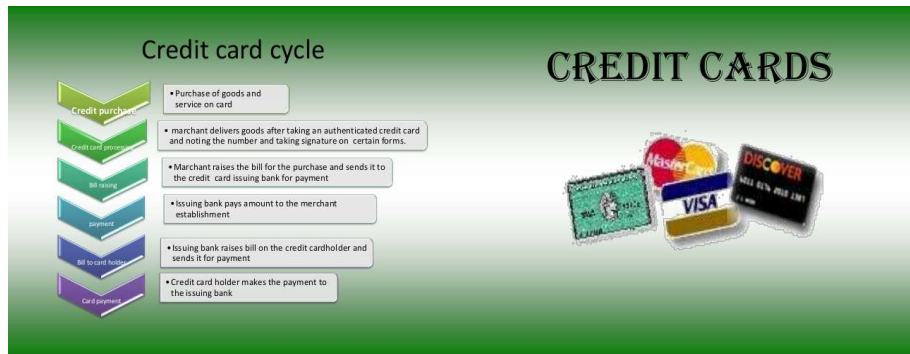 Credit card cycle
Credit purchase
• Purchase of goods and
service on card
Credit card processing
• marchant delivers goods after taking an authenticated credit card
and noting the number and taking signature on certain forms.
Bill raising
• Marchant raises the bill for the purchase and sends it to
the credit card issuing bank for payment
payment
• Issuing bank pays amount to the merchant
establishment
Bill to card holder
• Issuing bank raises bill on the credit cardholder and
sends it for payment
Card payment
• Credit card holder makes the payment to
the issuing bank
CREDIT CARDS
MasterCard
VISA
DISCOVER